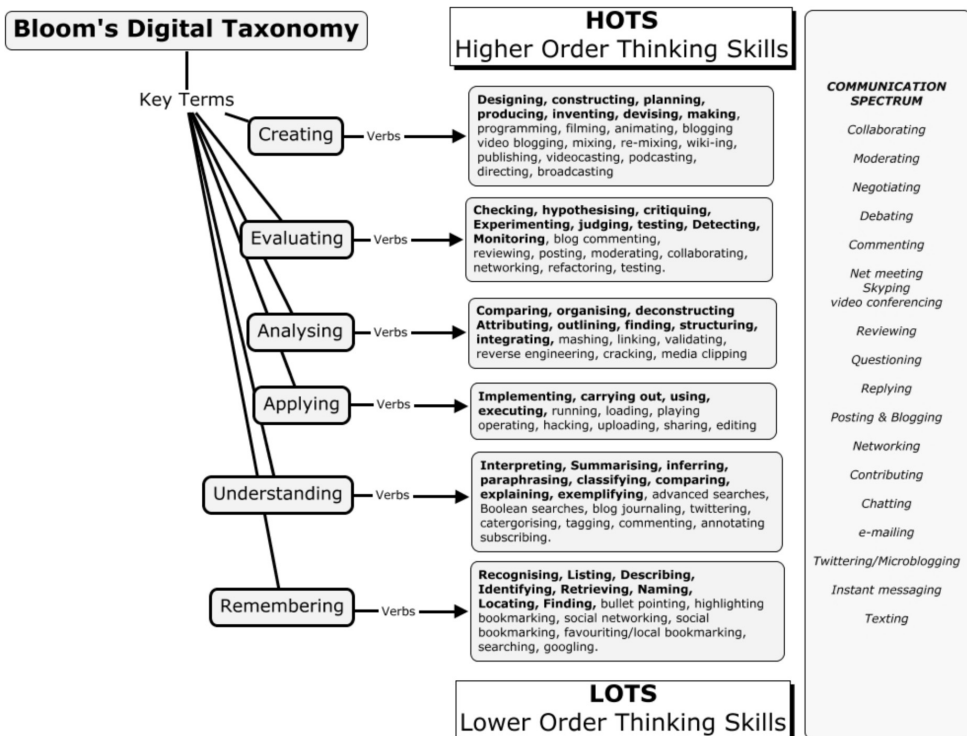 Bloom's Digital Taxonomy
HOTS
Higher Order Thinking Skills
Key Terms
Creating
Verbs
Designing, constructing, planning,
producing, inventing, devising, making,
programming, filming, animating, blogging
video blogging, mixing, re-mixing, wiki-ing,
publishing, videocasting, podcasting,
directing, broadcasting
Evaluating
Verbs
Checking, hypothesising, critiquing,
Experimenting, judging, testing, Detecting,
Monitoring, blog commenting,
reviewing, posting, moderating, collaborating,
networking, refactoring, testing.
Analysing
Verbs
Comparing, organising, deconstructing
Attributing, outlining, finding, structuring,
integrating, mashing, linking, validating,
reverse engineering, cracking, media clipping
Applying
Verbs
Implementing, carrying out, using,
executing, running, loading, playing
operating, hacking, uploading, sharing, editing
Understanding
Verbs
Interpreting, Summarising, inferring,
paraphrasing, classifying, comparing,
explaining, exemplifying, advanced searches,
Boolean searches, blog journaling, twittering,
catergorising, tagging, commenting, annotating
subscribing.
Remembering
Verbs
Recognising, Listing, Describing,
Identifying, Retrieving, Naming,
Locating, Finding, bullet pointing, highlighting
bookmarking, social networking, social
bookmarking, favouriting/local bookmarking,
searching, googling.
LOTS
Lower Order Thinking Skills
COMMUNICATION
SPECTRUM
Collaborating
Moderating
Negotiating
Debating
Commenting
Net meeting
Skyping
video conferencing
Reviewing
Questioning
Replying
Posting & Blogging
Networking
Contributing
Chatting
e-mailing
Twittering/Microblogging
Instant messaging
Texting